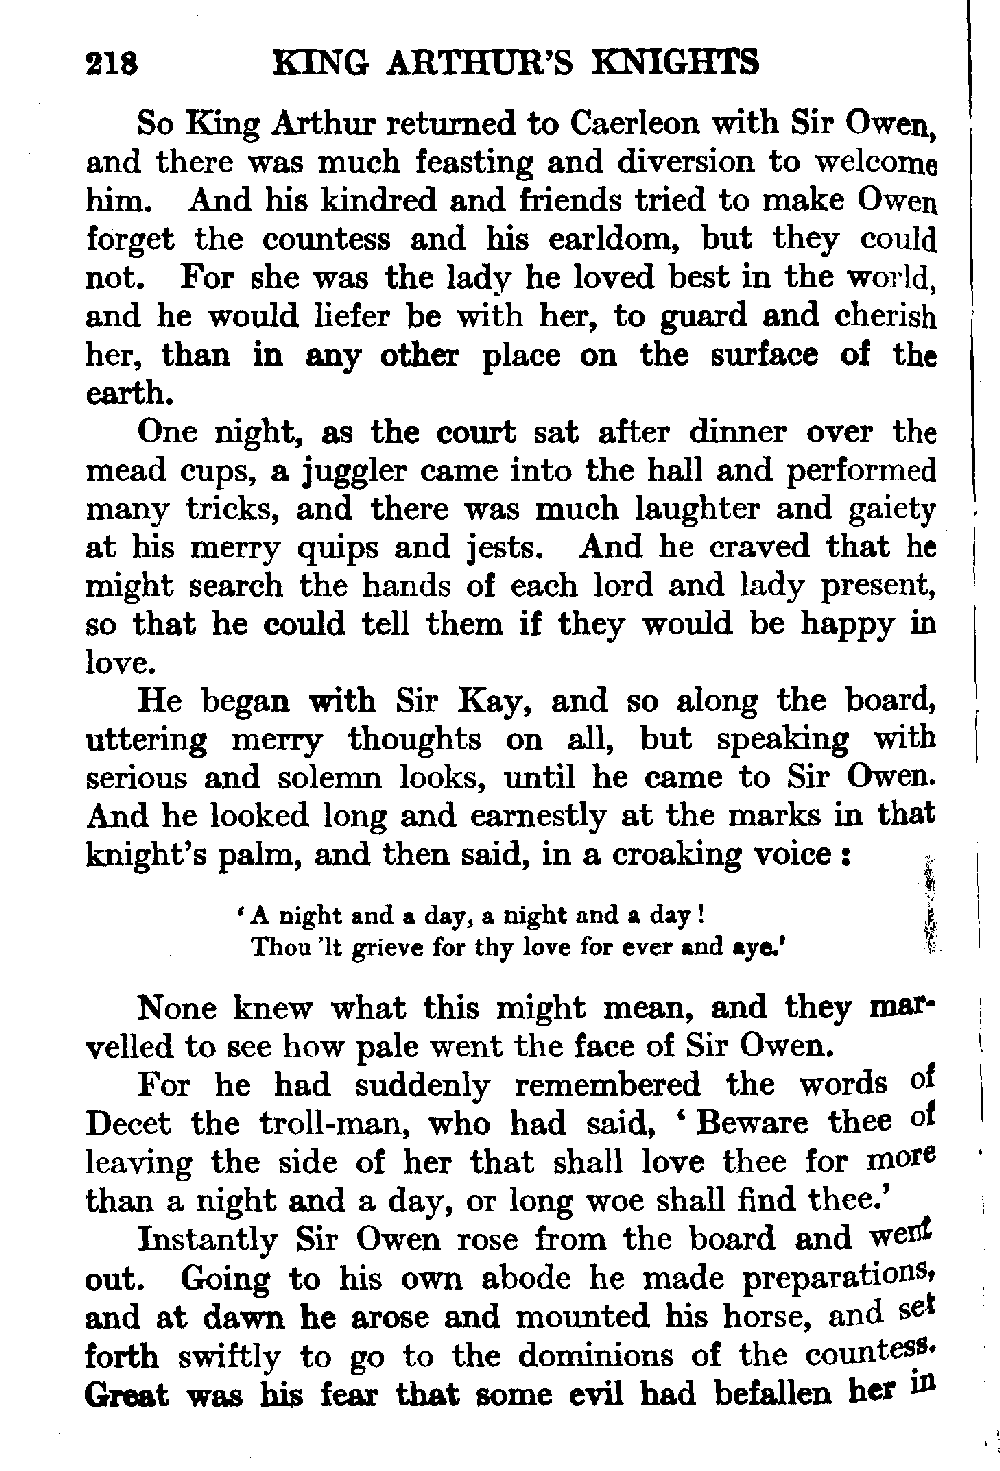 218 KING ARTHUR'S KNIGHTS
So King Arthur returned to Caerleon with Sir Owen,
and there was much feasting and diversion to welcome
him. And his kindred and friends tried to make Owen
forget the countess and his earldom, but they could
not. For she was the lady he loved best in the world,
and he would liefer be with her, to guard and cherish
her, than in any other place on the surface of the
earth.
One night, as the court sat after dinner over the
mead cups, a juggler came into the hall and performed
many tricks, and there was much laughter and gaiety
at his merry quips and jests. And he craved that he
might search the hands of each lord and lady present,
so that he could tell them if they would be happy in
love.
He began with Sir Kay, and so along the board,
uttering merry thoughts on all, but speaking with
serious and solemn looks, until he came to Sir Owen.
And he looked long and earnestly at the marks in that
knight's palm, and then said, in a croaking voice :
‘ A night and a day, a night and a day !
Thou 'lt grieve for thy love for ever and aye.'
None knew what this might mean, and they mar-
velled to see how pale went the face of Sir Owen.
For he had suddenly remembered the words of
Decet the troll-man, who had said, ‘ Beware thee of
leaving the side of her that shall love thee for more
than a night and a day, or long woe shall find thee.'
Instantly Sir Owen rose from the board and went
out. Going to his own abode he made preparations,
and at dawn he arose and mounted his horse, and set
forth swiftly to go to the dominions of the countess.
Great was his fear that some evil had befallen her in